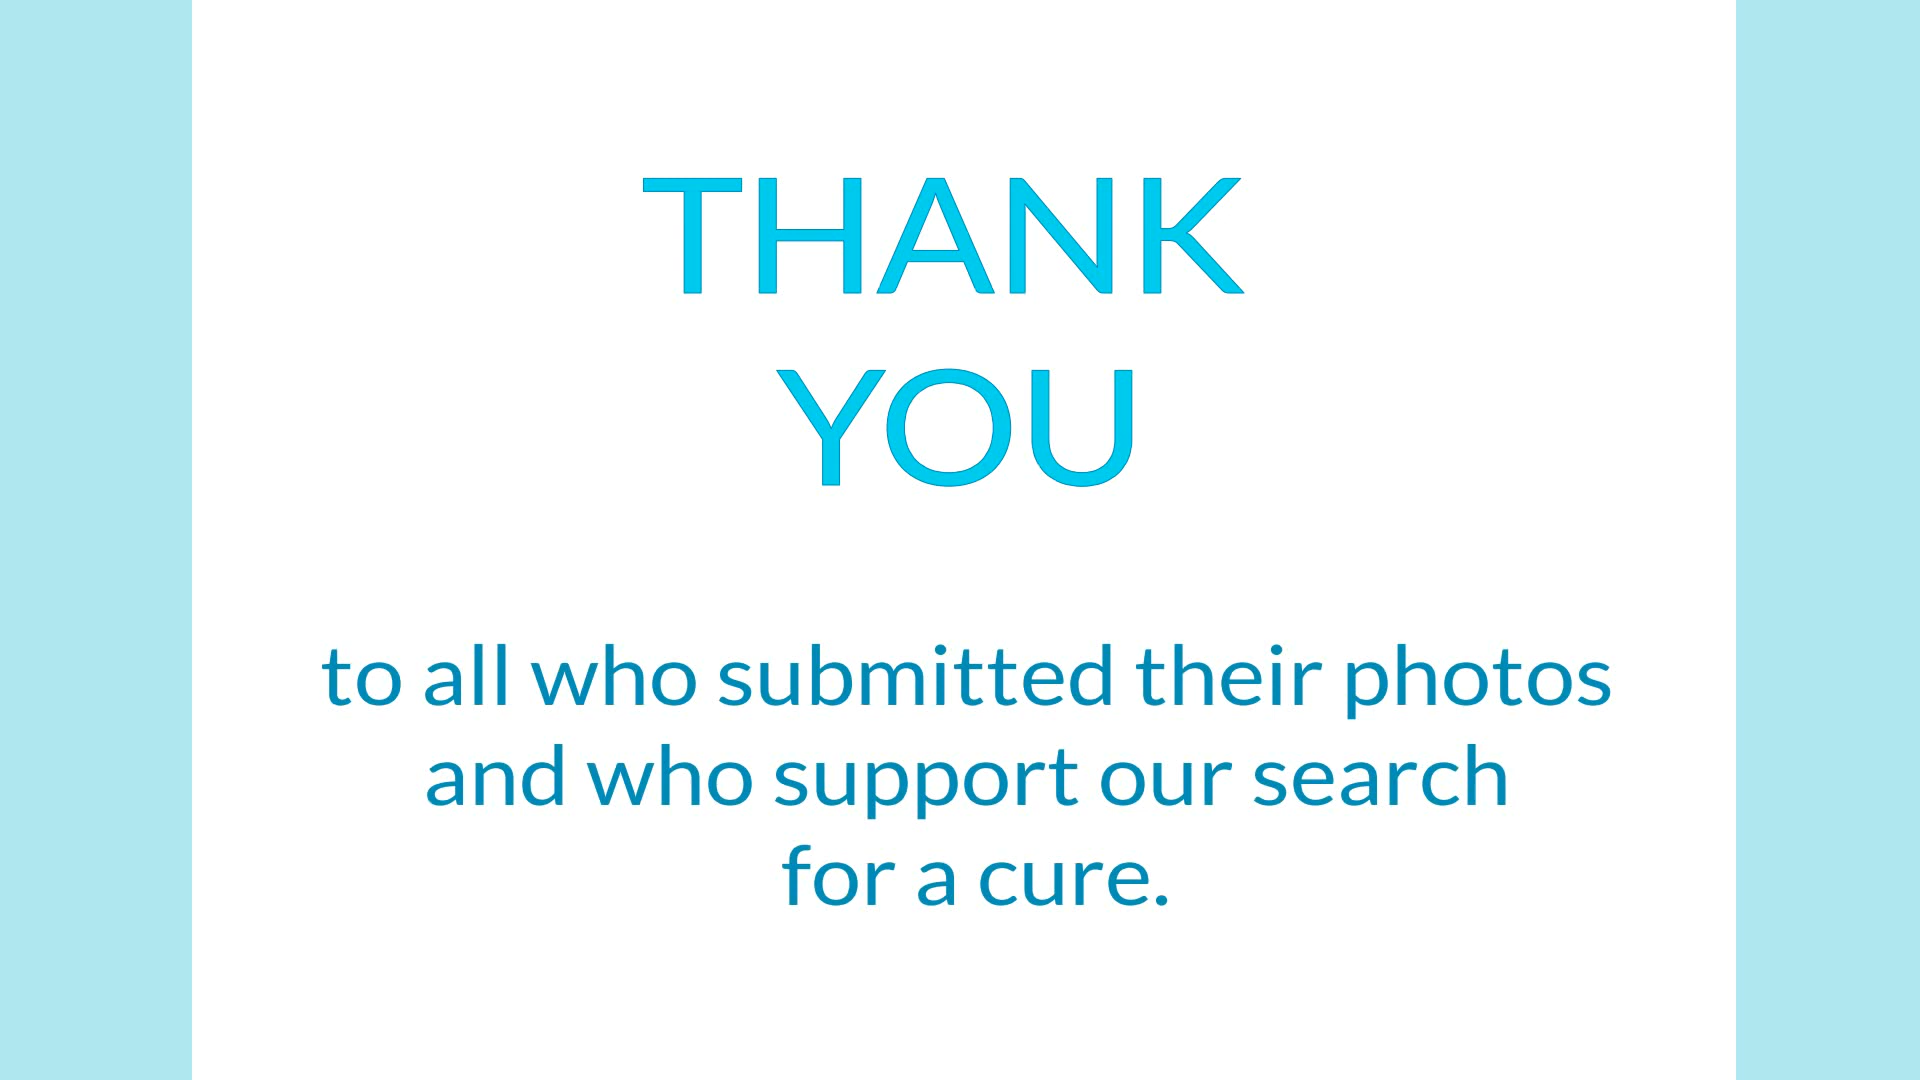 THANK
YOU
to all who submitted their photos
and who support our search
for a cure.